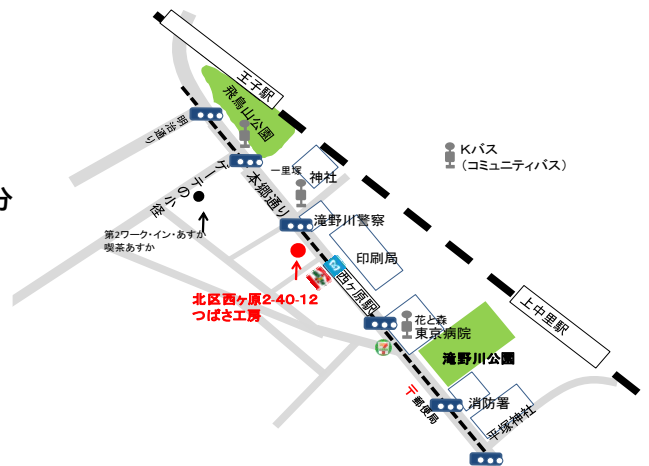 王子駅
飛鳥山公園
明治通り
Kバス
(コミュニティバス)
一里塚
神社
ゲーテの小径
本郷通り
分
滝野川警察
第2ワーク・イン・あすか
喫茶あすか
印刷局
西ヶ原駅
北区西ヶ原2-40-12
つばさ工房
上中里駅
花と森
東京病院
滝野川公園
〒郵便局
消防署
平塚神社